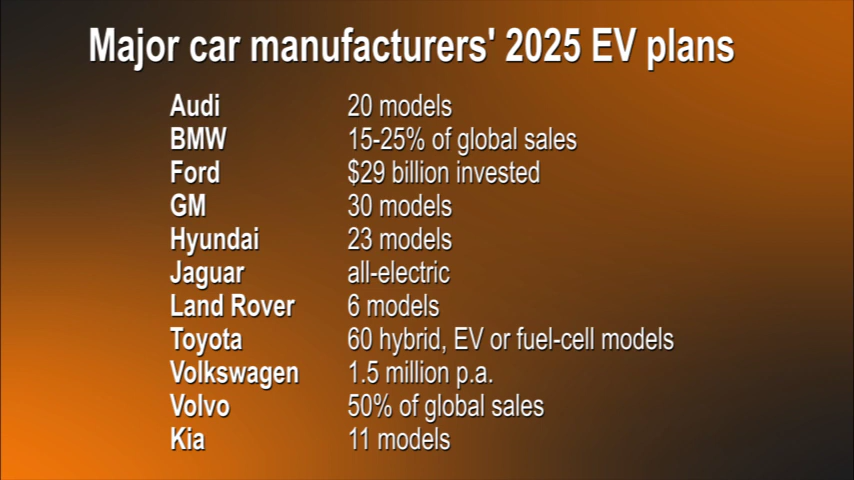 Major car manufacturers' 2025 EV plans
Audi 20 models
BMW 15-25% of global sales
Ford $29 billion invested
GM 30 models
Hyundai 23 models
Jaguar all-electric
Land Rover 6 models
Toyota 60 hybrid, EV or fuel-cell models
Volkswagen 1.5 million p.a.
Volvo 50% of global sales
Kia 11 models